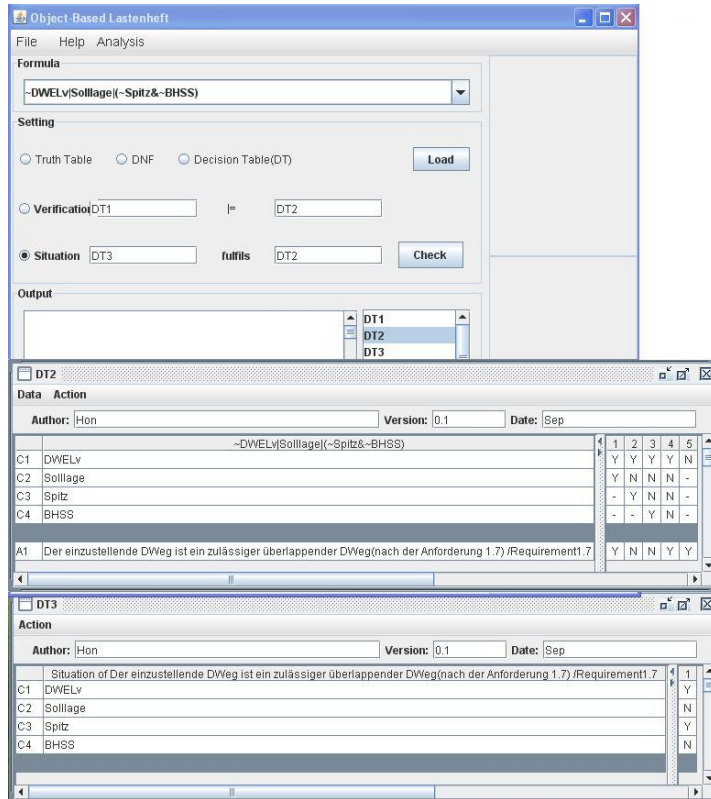 Object-Based Lastenheft
File Help Analysis
Formula
~DWELv|Solllage|(~Spitz&~BHSS)
Setting
Truth Table DNF Decision Table(DT) Load
Verification DT1 |= DT2
Situation DT3 fulfils DT2 Check
Output
DT1
DT2
DT3
DT2
Data Action
Author: Hon Version: 0.1 Date: Sep
~DWELv|Solllage|(~Spitz&~BHSS) 1 2 3 4 5
C1 DWELv Y Y Y Y N
C2 Solllage Y N N N -
C3 Spitz - Y N N -
C4 BHSS - - Y N -
A1 Der einzustellende DWeg ist ein zulässiger überlappender DWeg(nach der Anforderung 1.7) /Requirement1.7 Y N N Y Y
DT3
Action
Author: Hon Version: 0.1 Date: Sep
Situation of Der einzustellende DWeg ist ein zulässiger überlappender DWeg(nach der Anforderung 1.7) /Requirement1.7 1
C1 DWELv Y
C2 Solllage N
C3 Spitz Y
C4 BHSS N